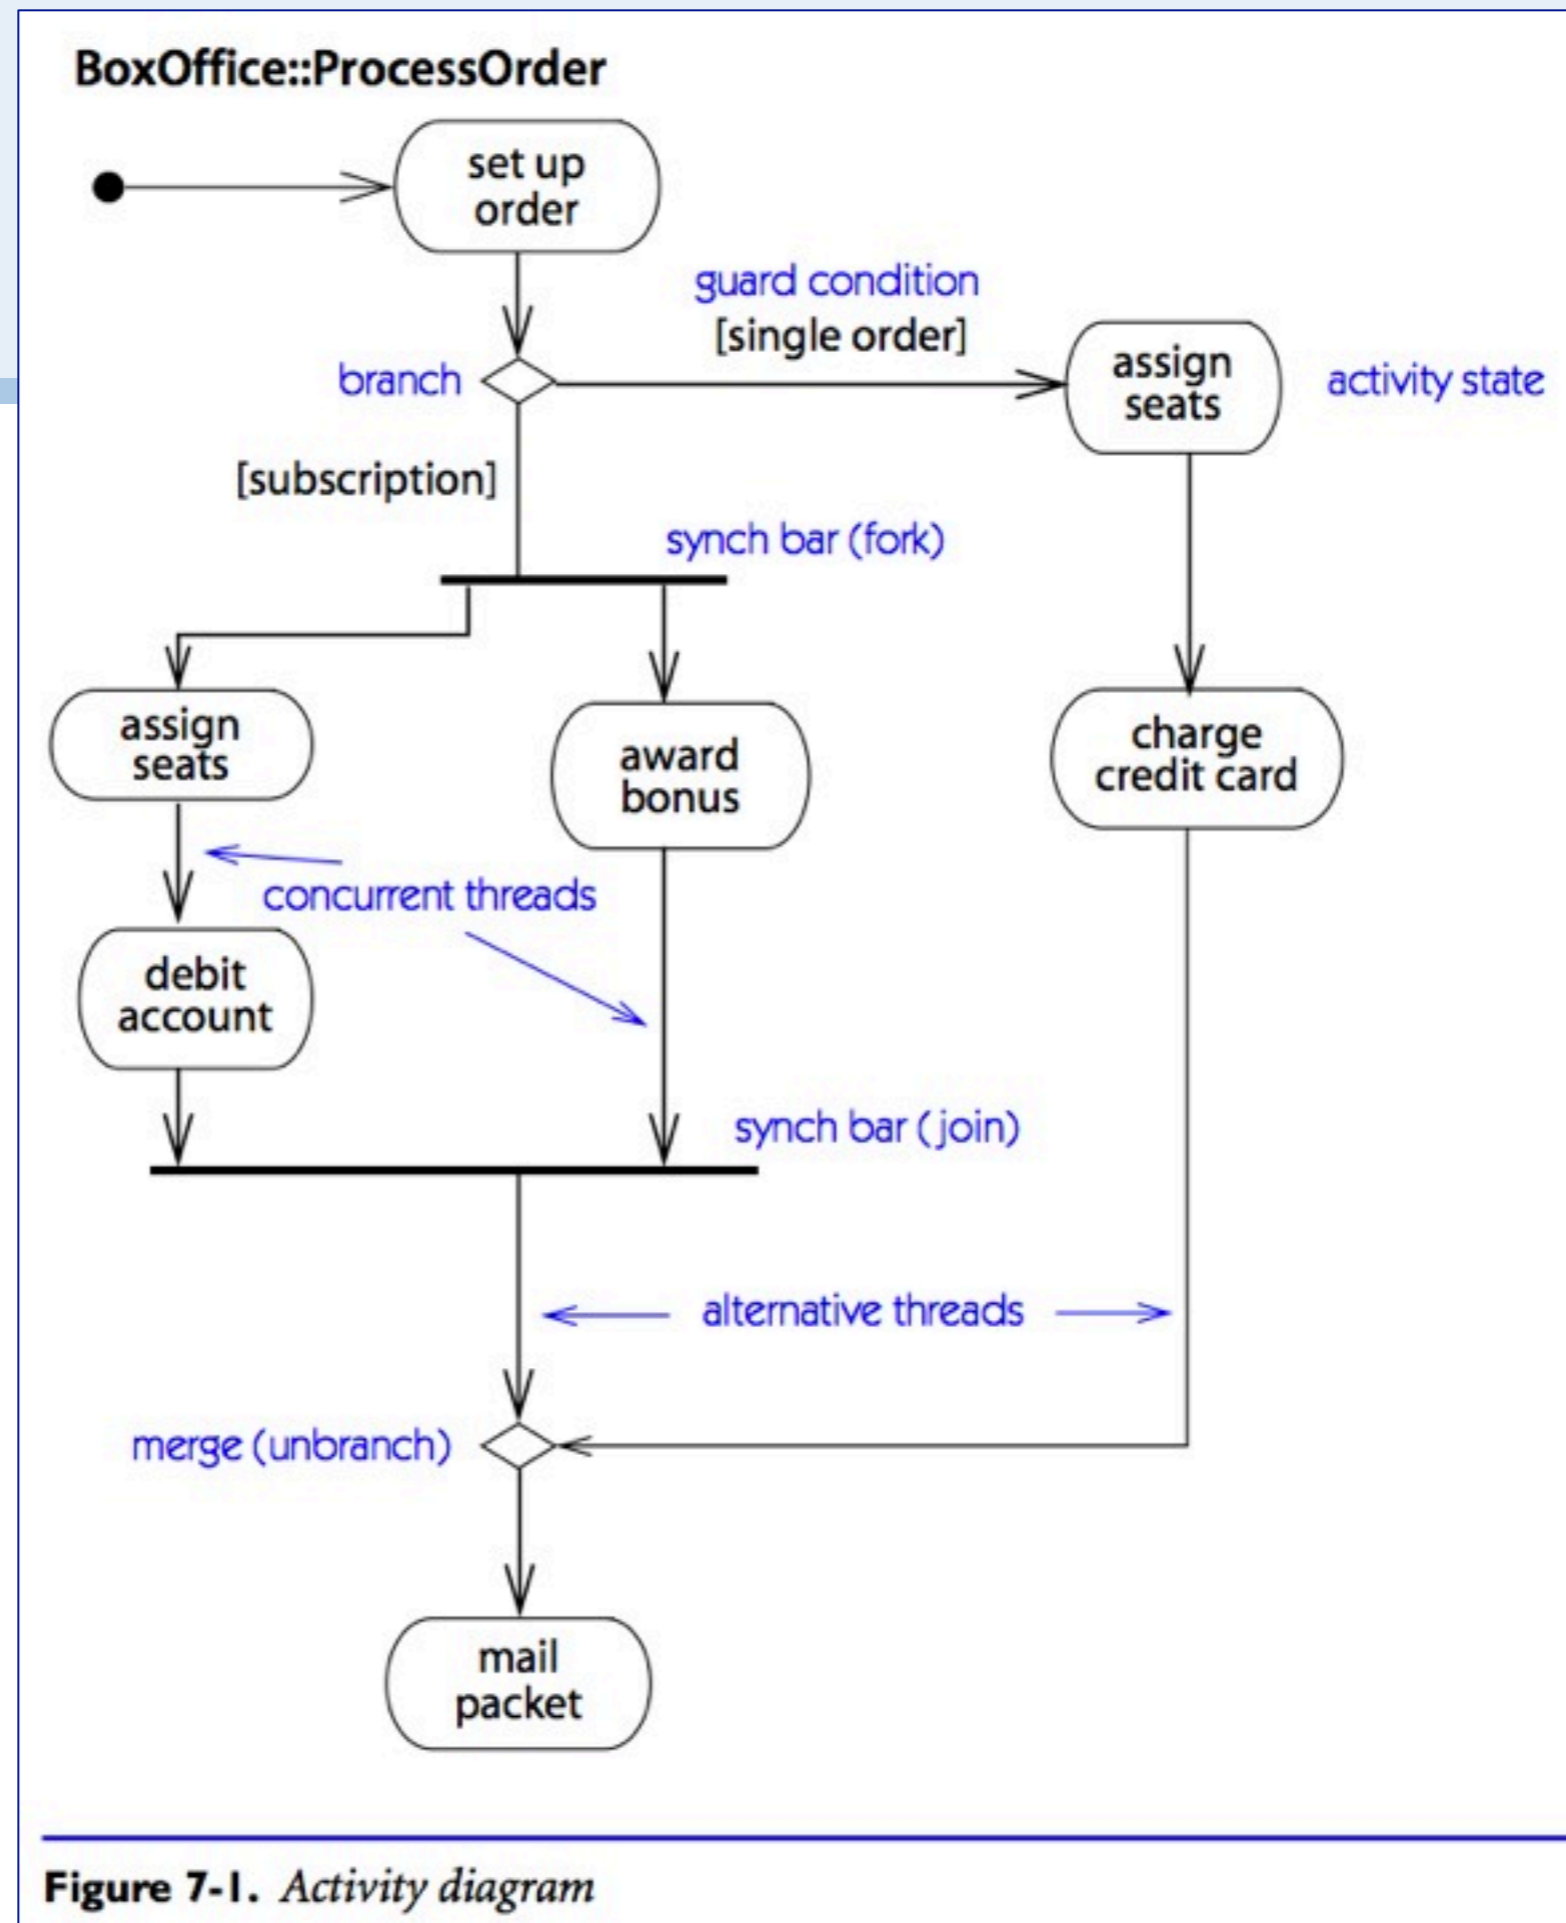 BoxOffice::ProcessOrder
set up
order
guard condition
[single order]
branch
assign
seats
activity state
[subscription]
synch bar (fork)
assign
seats
award
bonus
charge
credit card
concurrent threads
debit
account
synch bar (join)
alternative threads
merge (unbranch)
mail
packet
Figure 7-1. Activity diagram